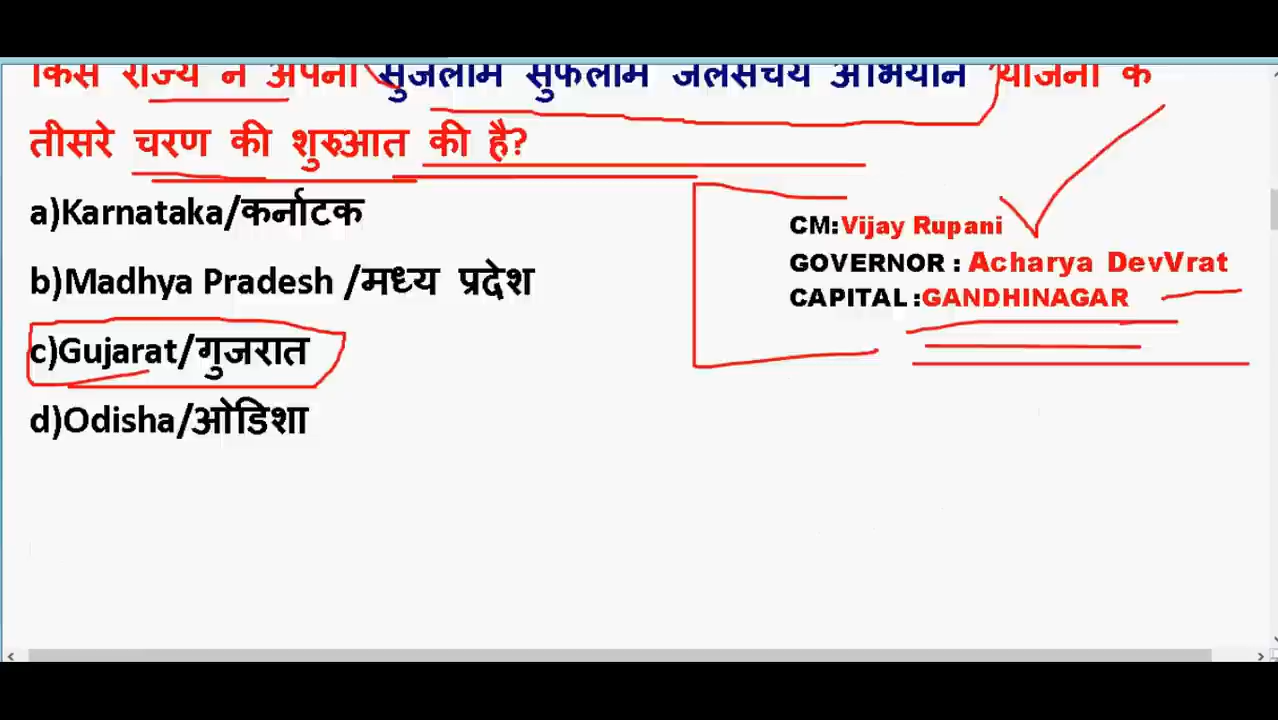 किस राज्य ने अपनी सुजलाम सुफलाम जलसंचय अभियान योजना के
तीसरे चरण की शुरुआत की है?
a)Karnataka/कर्नाटक
CM:Vijay Rupani
GOVERNOR : Acharya DevVrat
b)Madhya Pradesh /मध्य प्रदेश
CAPITAL :GANDHINAGAR
c)Gujarat/गुजरात
d)Odisha/ओडिशा